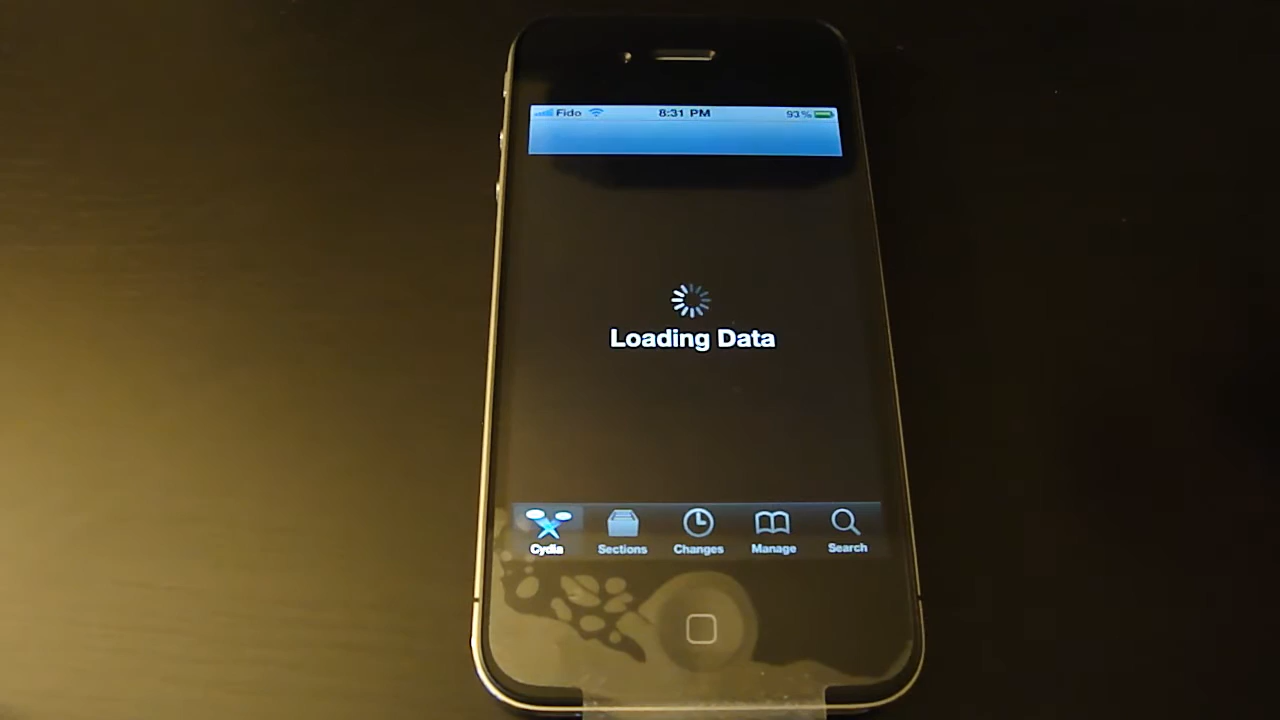 Fido 8:31 PM 93%
Loading Data
Cydia Sections Changes Manage Search